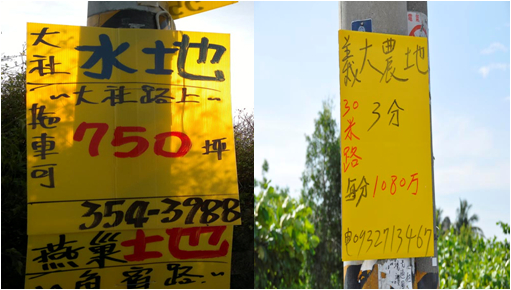 大社
水地
~大社路上~
拖車可
750坪
354-3988
燕巢土地
~角宿路~
義大農地
30米路
3分
每分1080万
0932713467